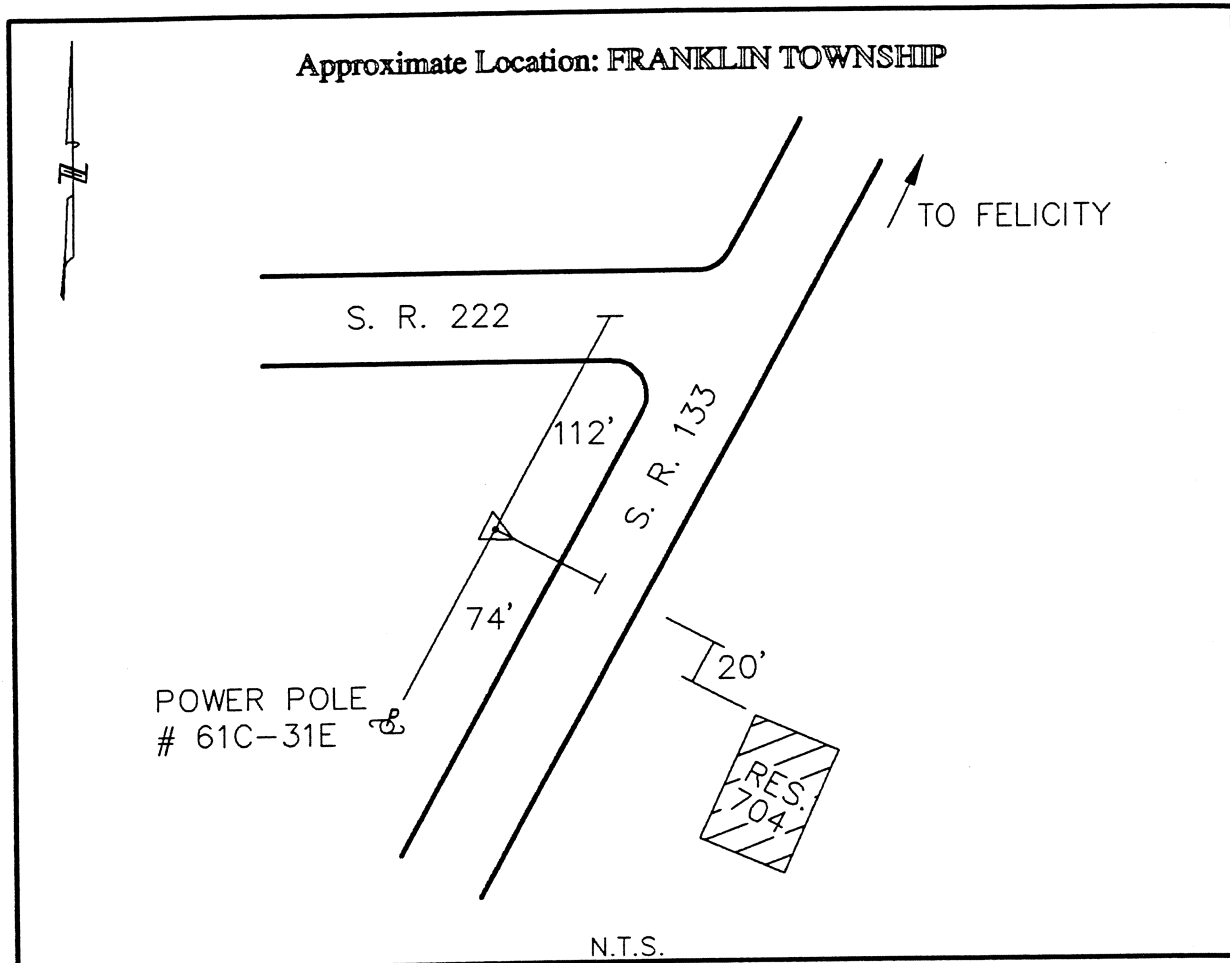 Approximate Location: FRANKLIN TOWNSHIP
N
TO FELICITY
S. R. 222
112'
S. R. 133
74'
20'
POWER POLE
# 61C-31E
RES.
704
N.T.S.